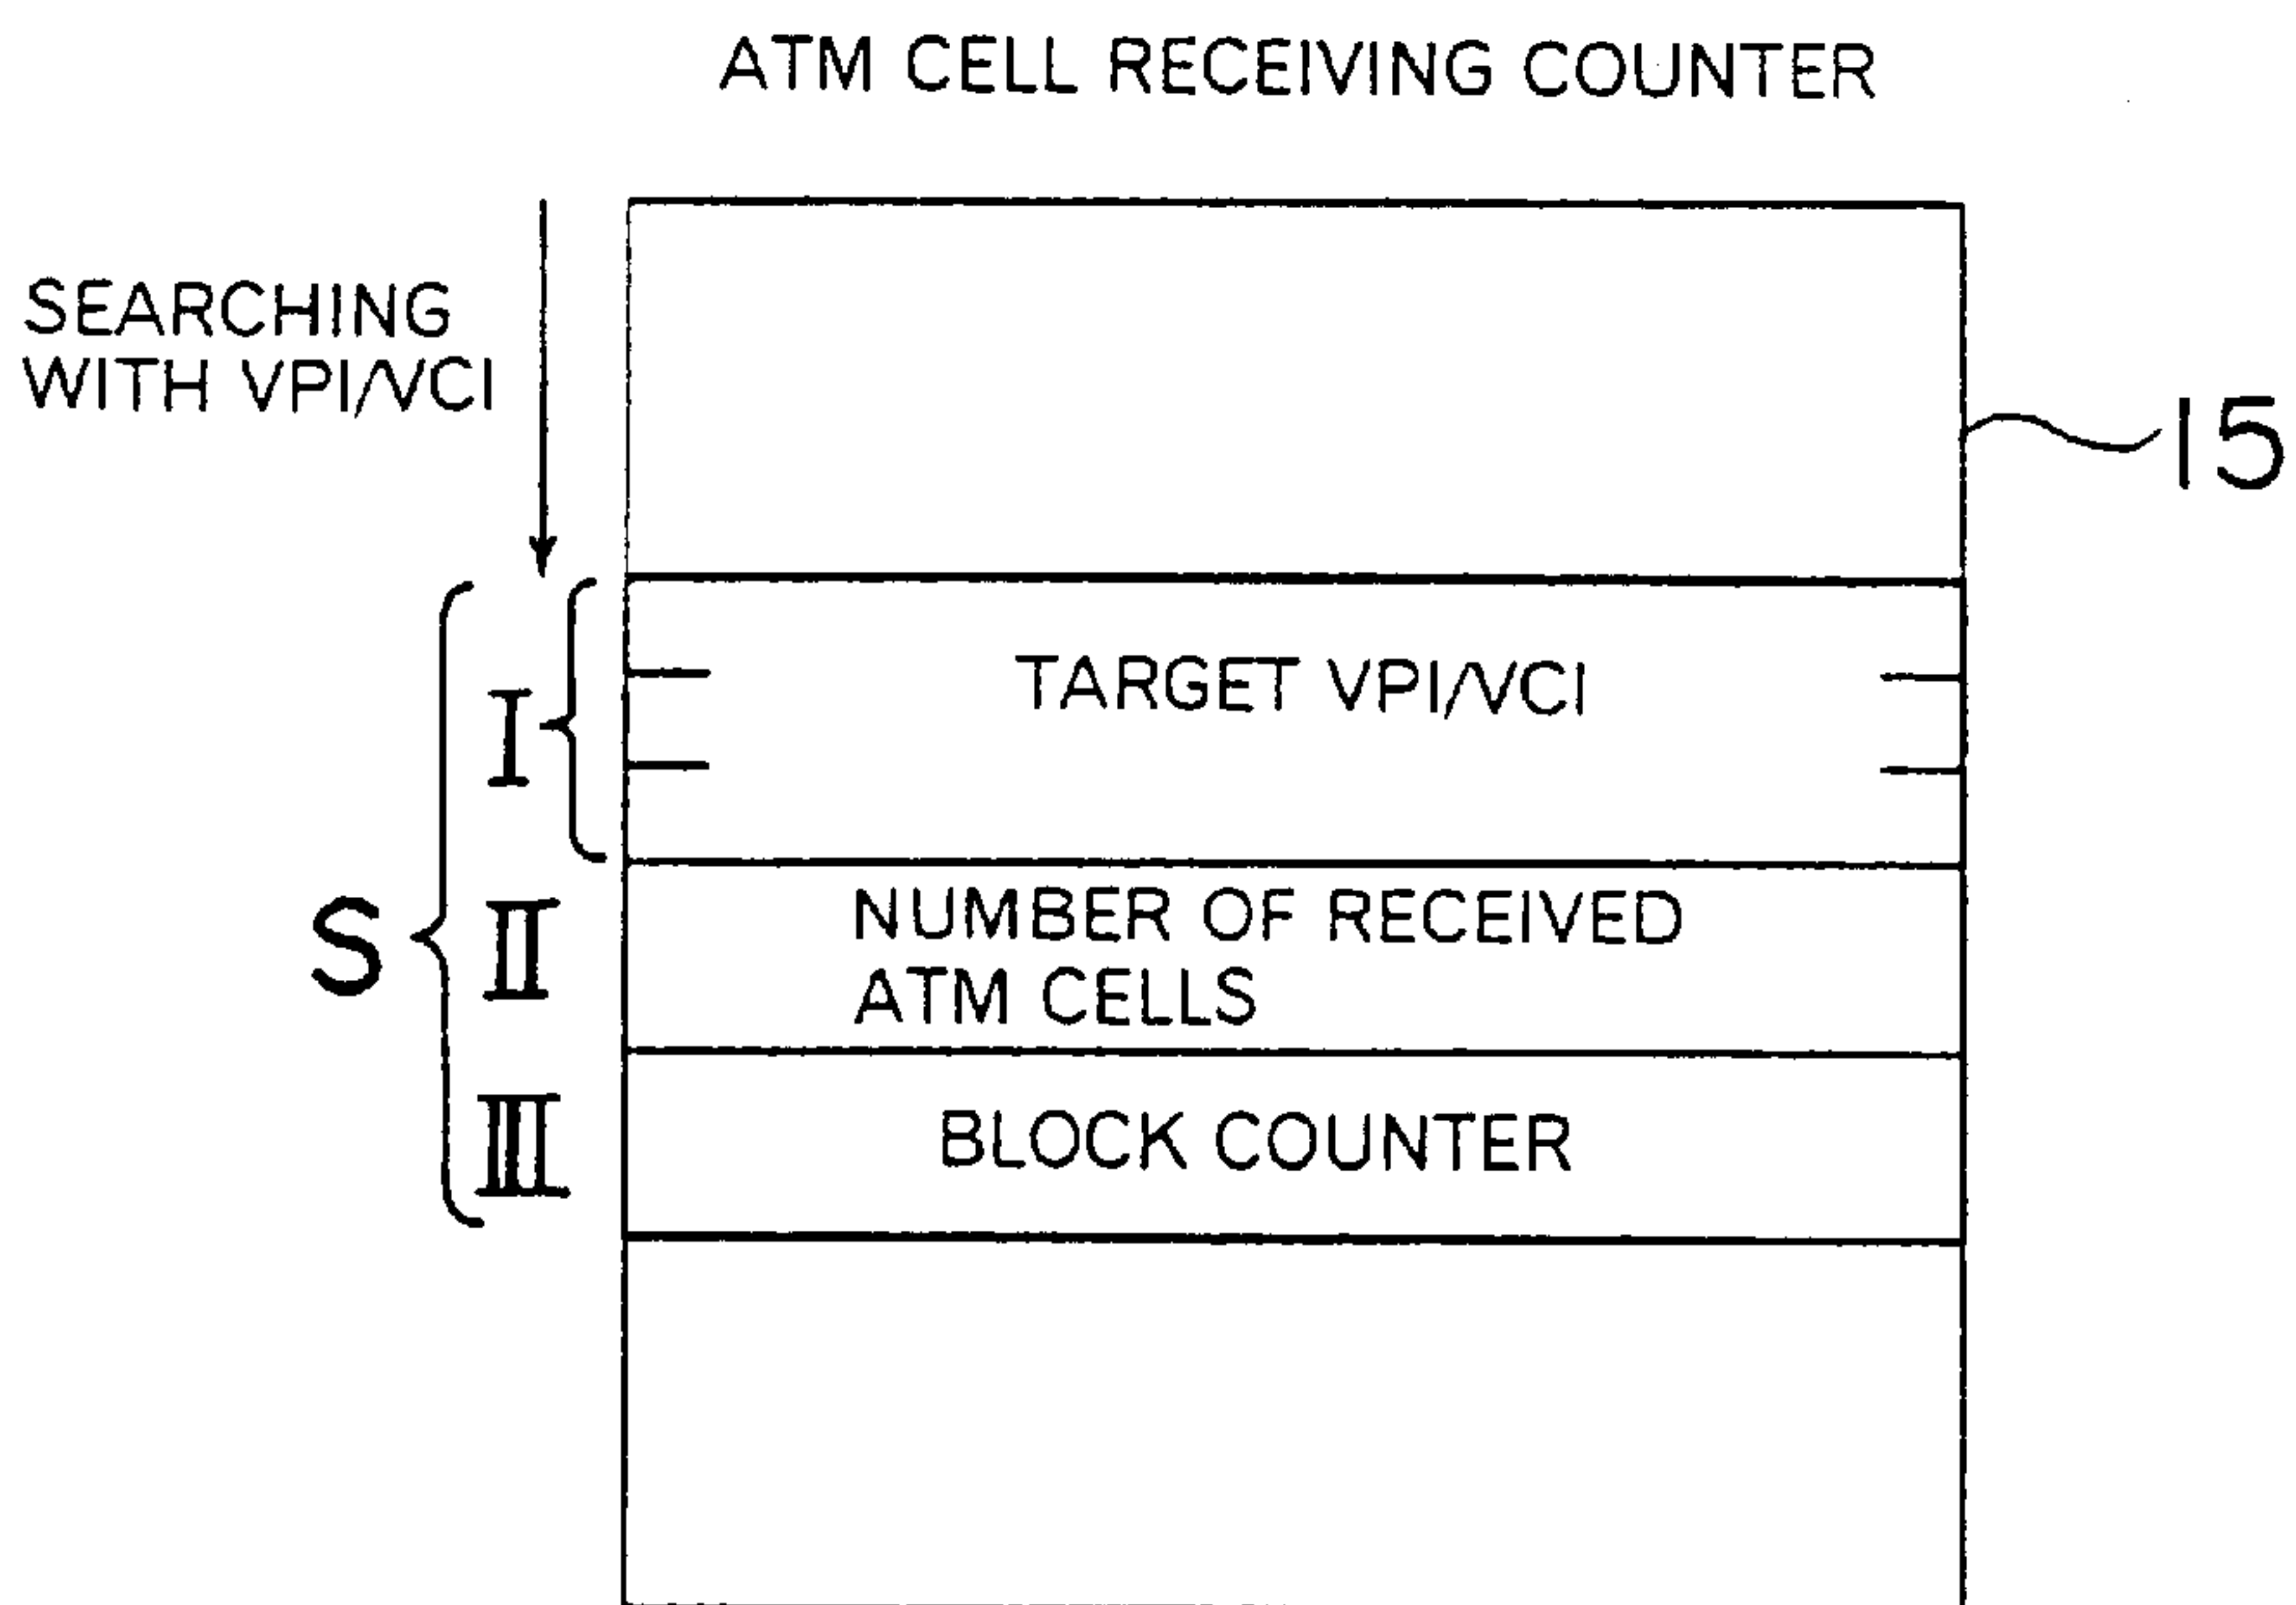 ATM CELL RECEIVING COUNTER
SEARCHING
WITH VPI/VCI
15
TARGET VPI/VCI
I
NUMBER OF RECEIVED
ATM CELLS
S
II
BLOCK COUNTER
III